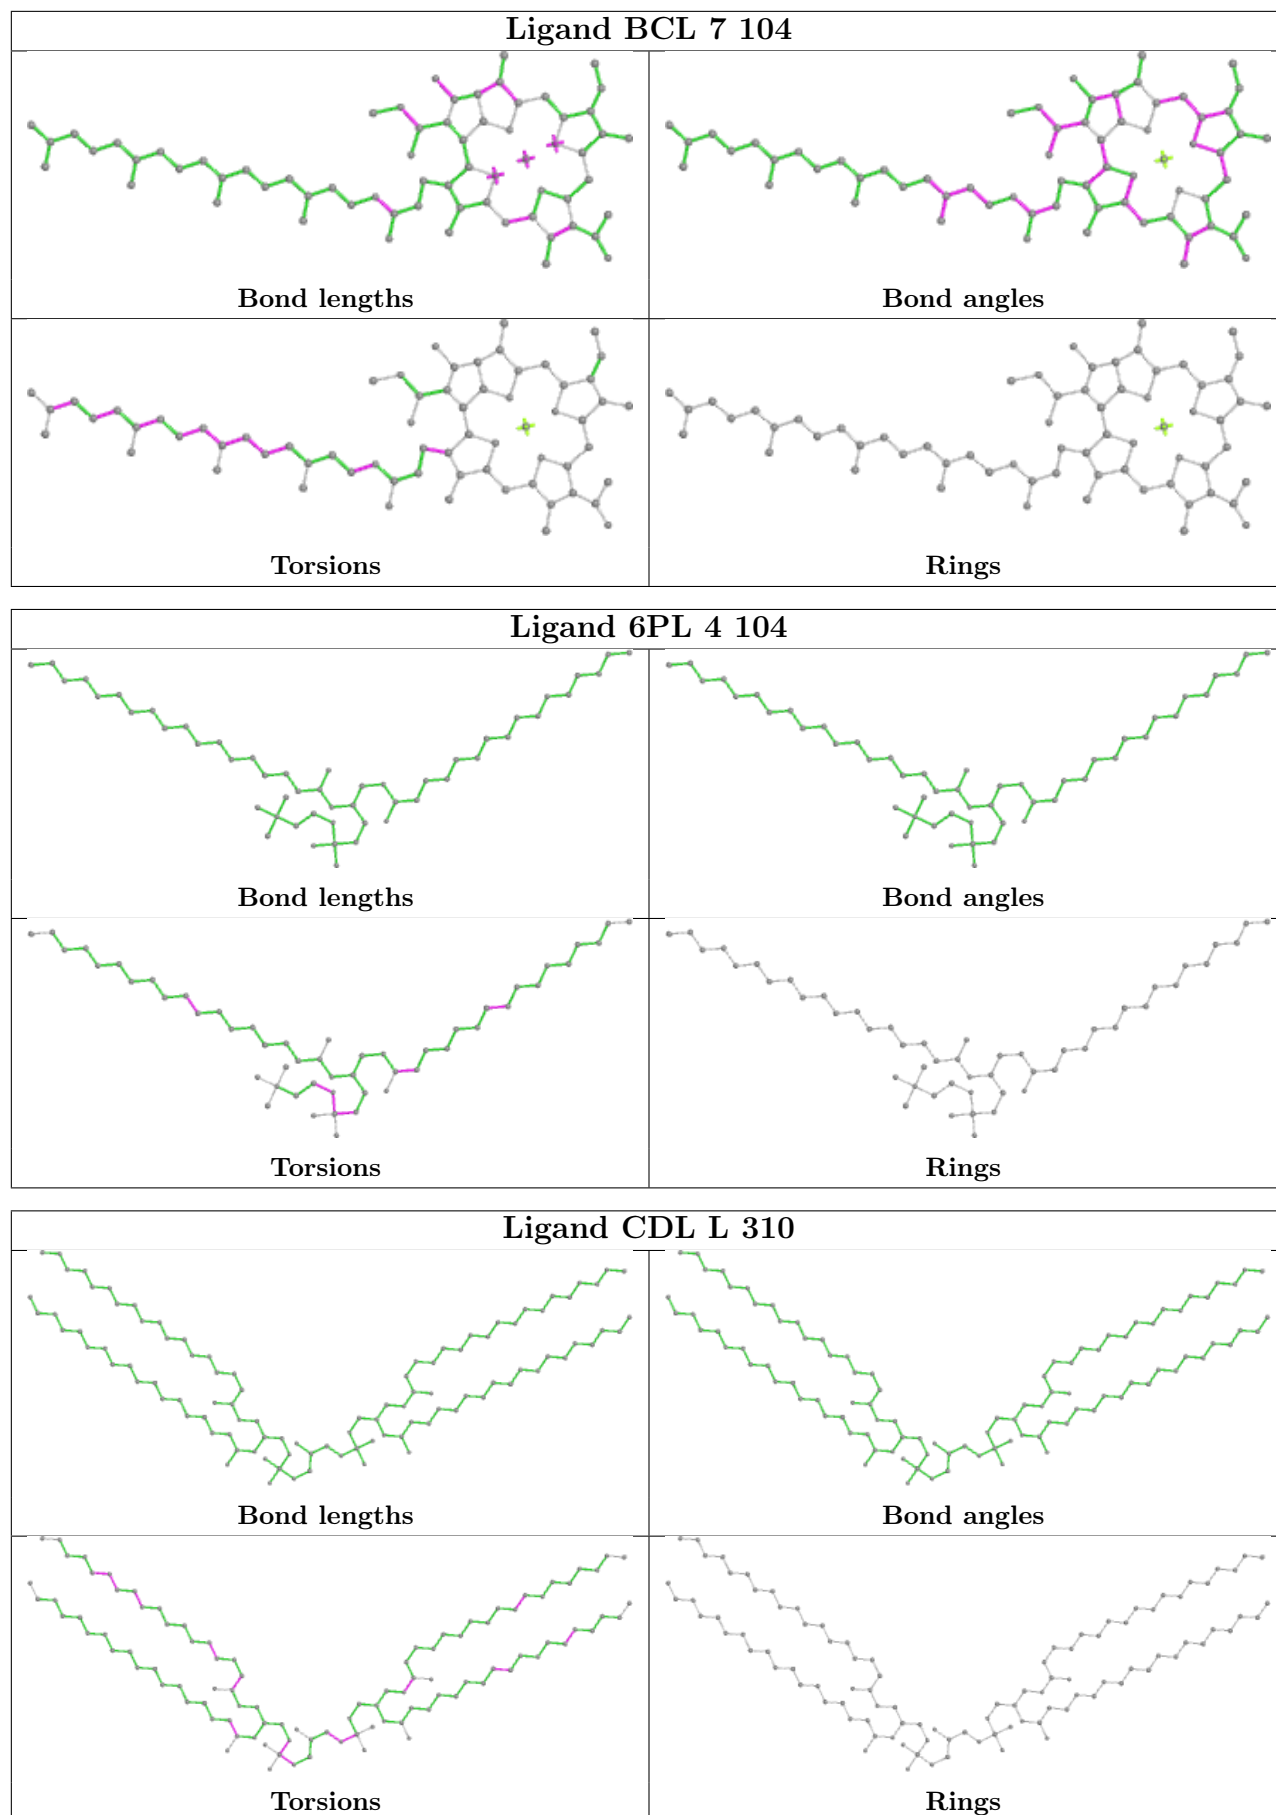 Ligand BCL 7 104
Bond lengths
Bond angles
Torsions
Rings
Ligand 6PL 4 104
Bond lengths
Bond angles
Torsions
Rings
Ligand CDL L 310
Bond lengths
Bond angles
Torsions
Rings